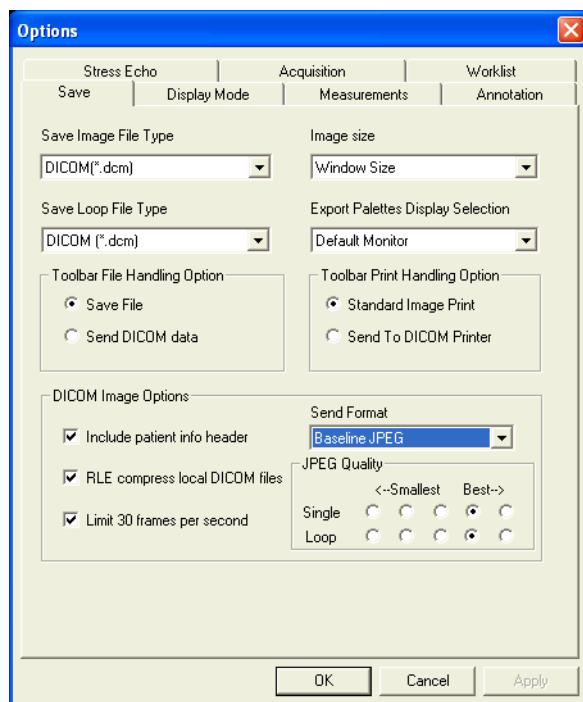 Options
Stress Echo Acquisition Worklist
Save Display Mode Measurements Annotation
Save Image File Type Image size
DICOM(*.dcm) Window Size
Save Loop File Type Export Palettes Display Selection
DICOM (*.dcm) Default Monitor
Toolbar File Handling Option Toolbar Print Handling Option
Save File Standard Image Print
Send DICOM data Send To DICOM Printer
DICOM Image Options
Send Format
Include patient info header Baseline JPEG
JPEG Quality
RLE compress local DICOM files <--Smallest Best-->
Limit 30 frames per second Single
Loop
OK Cancel Apply